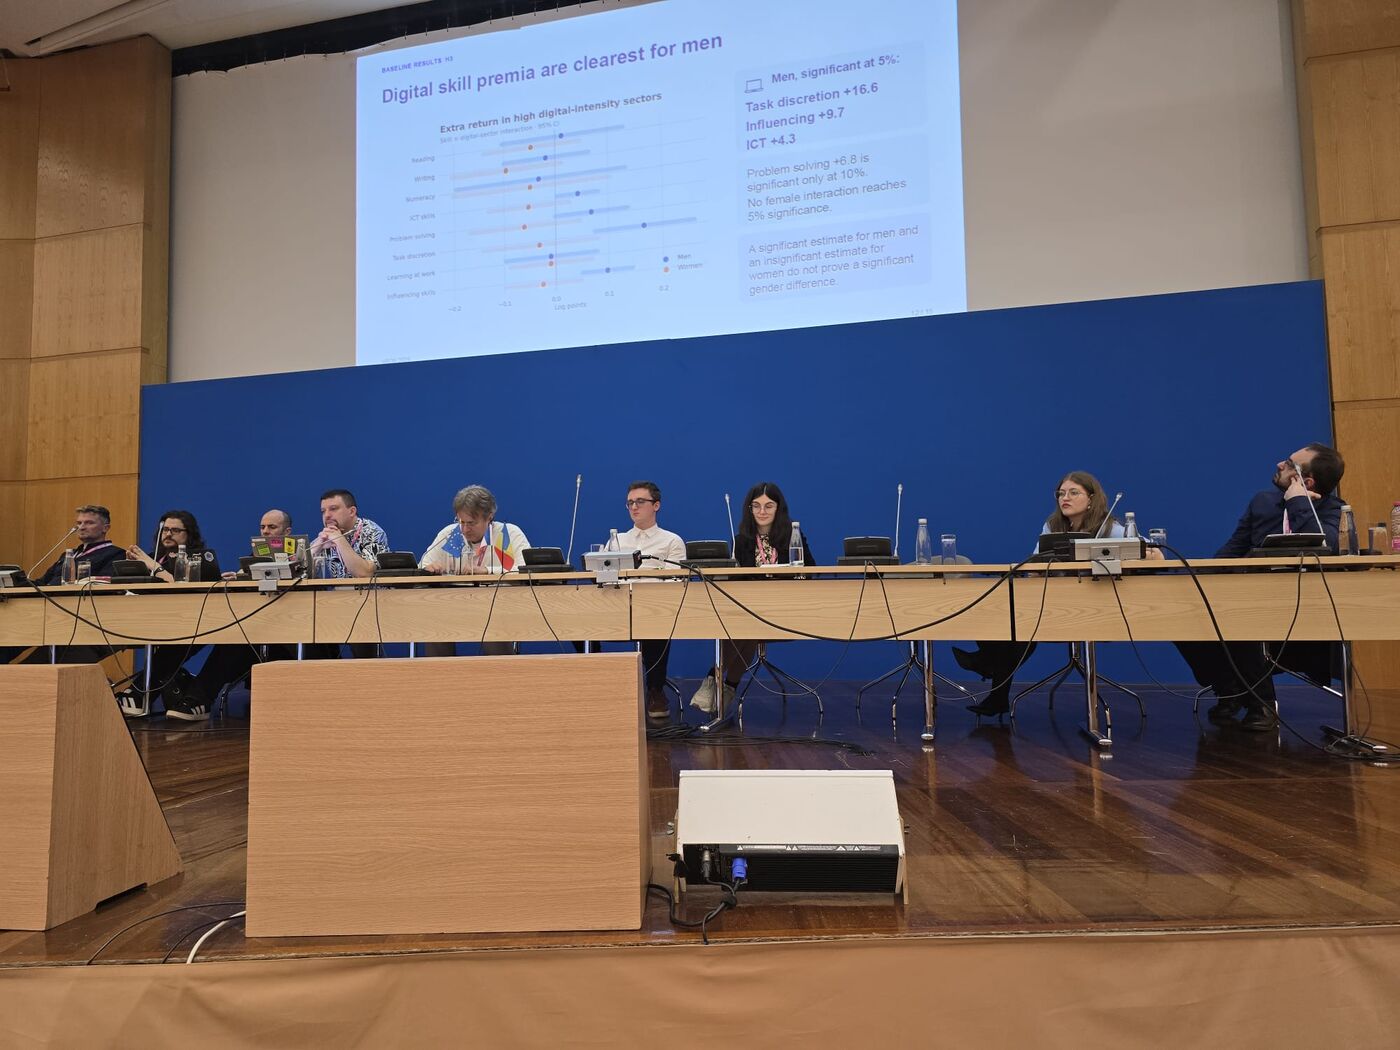 BASELINE RESULTS H3
Digital skill premia are clearest for men
Extra return in high digital-intensity sectors
Skill × digital-sector interaction · 95% CI
Reading
Writing
Numeracy
ICT skills
Problem solving
Task discretion
Learning at work
Influencing skills
−0.2
−0.1
0.0
0.1
0.2
Log points
Men
Women
Men, significant at 5%:
Task discretion +16.6
Influencing +9.7
ICT +4.3
Problem solving +6.8 is
significant only at 10%.
No female interaction reaches
5% significance.
A significant estimate for men and
an insignificant estimate for
women do not prove a significant
gender difference.